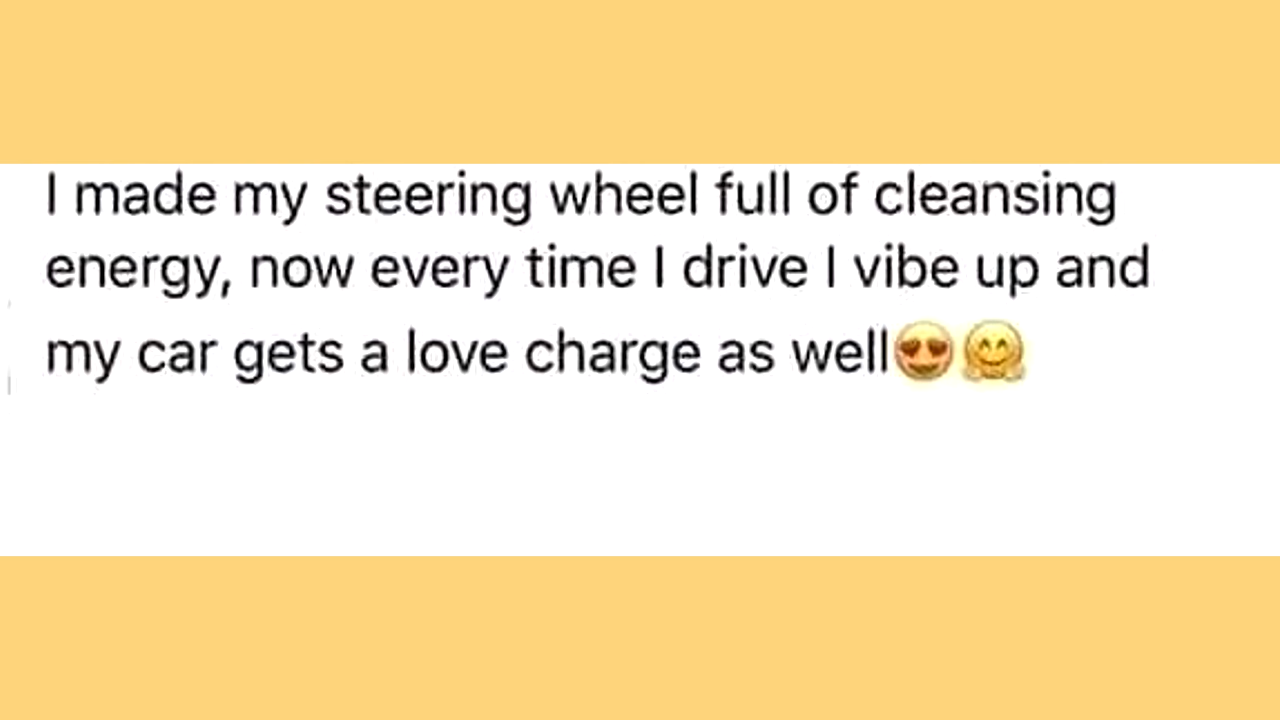 I made my steering wheel full of cleansing
energy, now every time I drive I vibe up and
my car gets a love charge as well😍🤗